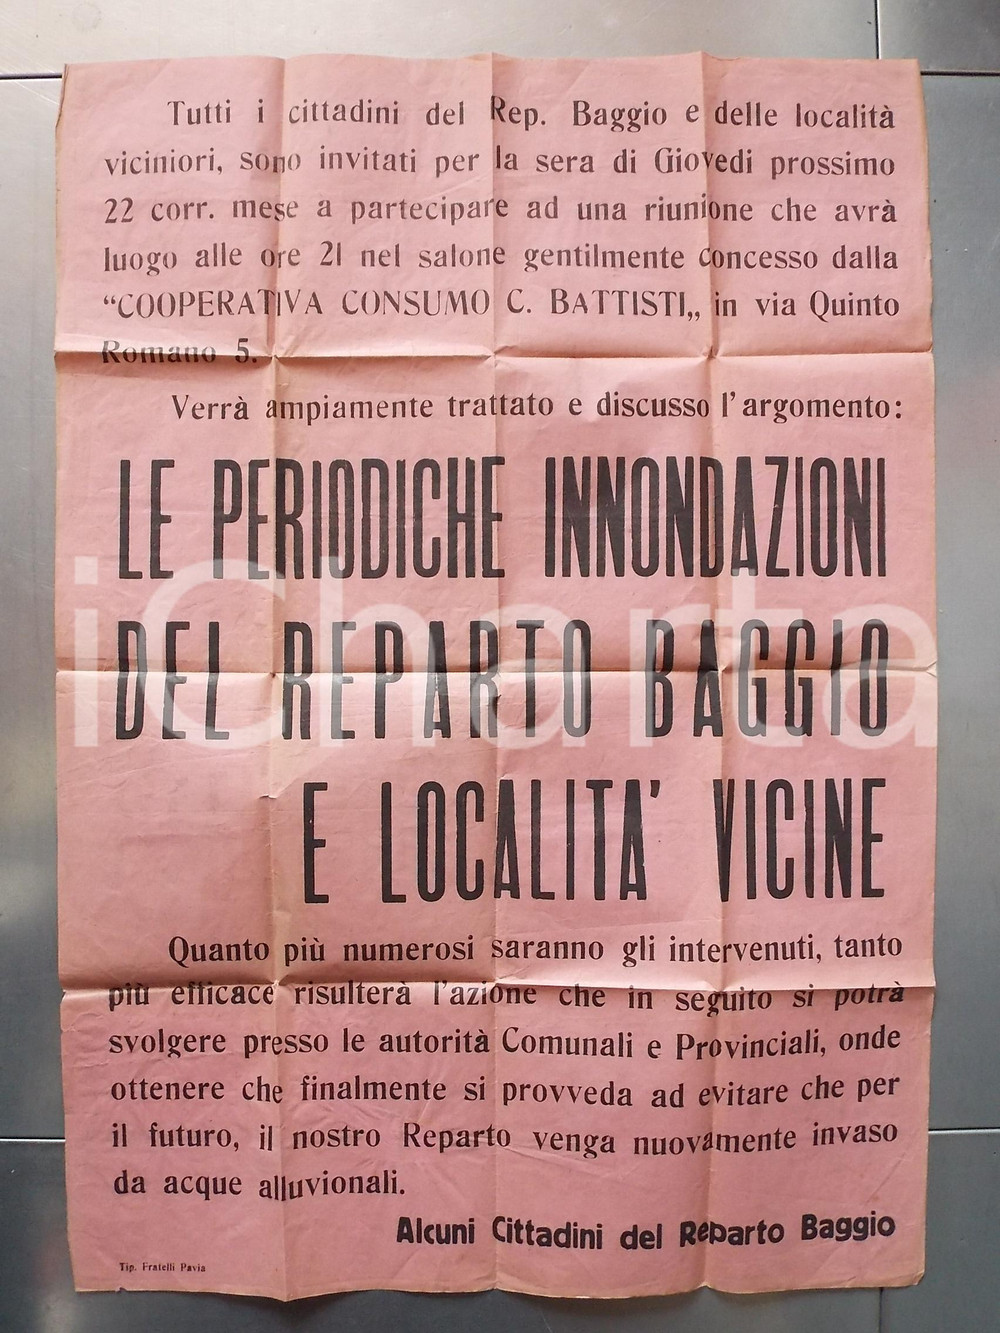 Tutti i cittadini del Rep. Baggio e delle località
viciniori, sono invitati per la sera di Giovedi prossimo
22 corr. mese a partecipare ad una riunione che avrà
luogo alle ore 21 nel salone gentilmente concesso dalla
“COOPERATIVA CONSUMO C. BATTISTI„ in via Quinto
Romano 5.
Verrà ampiamente trattato e discusso l'argomento:
LE PERIODICHE INNONDAZIONI
DEL REPARTO BAGGIO
E LOCALITA' VICINE
Quanto più numerosi saranno gli intervenuti, tanto
più efficace risulterà l'azione che in seguito si potrà
svolgere presso le autorità Comunali e Provinciali, onde
ottenere che finalmente si provveda ad evitare che per
il futuro, il nostro Reparto venga nuovamente invaso
da acque alluvionali.
Alcuni Cittadini del Reparto Baggio
Tip. Fratelli Pavia
iCharta